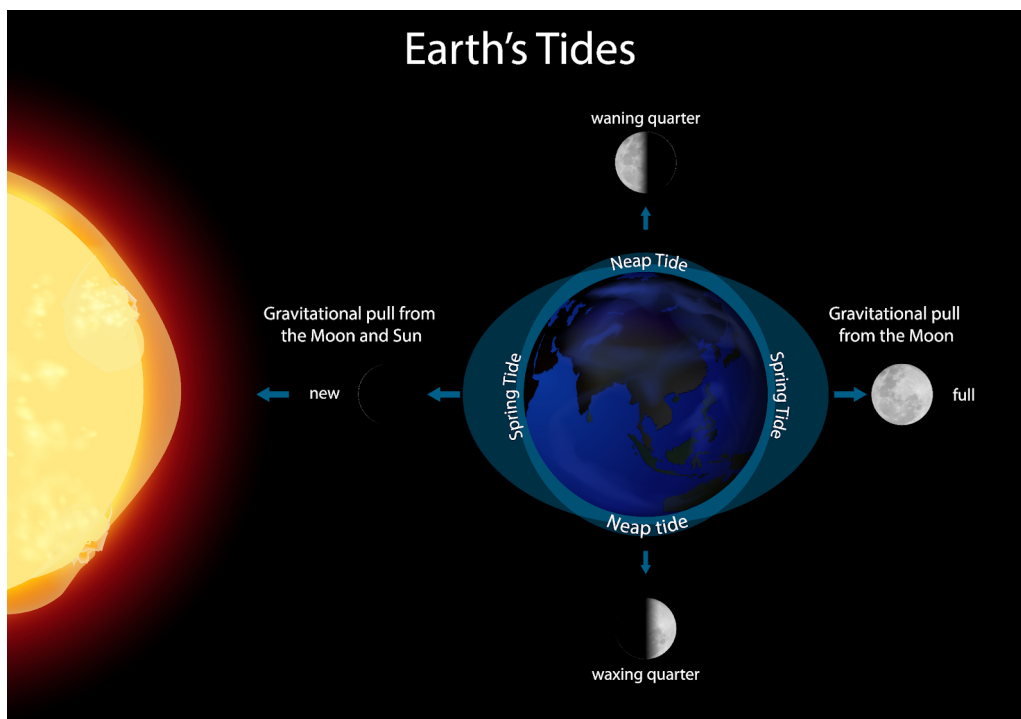 Earth's Tides
waning quarter
Neap Tide
Gravitational pull from
the Moon and Sun
Gravitational pull
from the Moon
new
Spring Tide
Spring Tide
full
Neap tide
waxing quarter